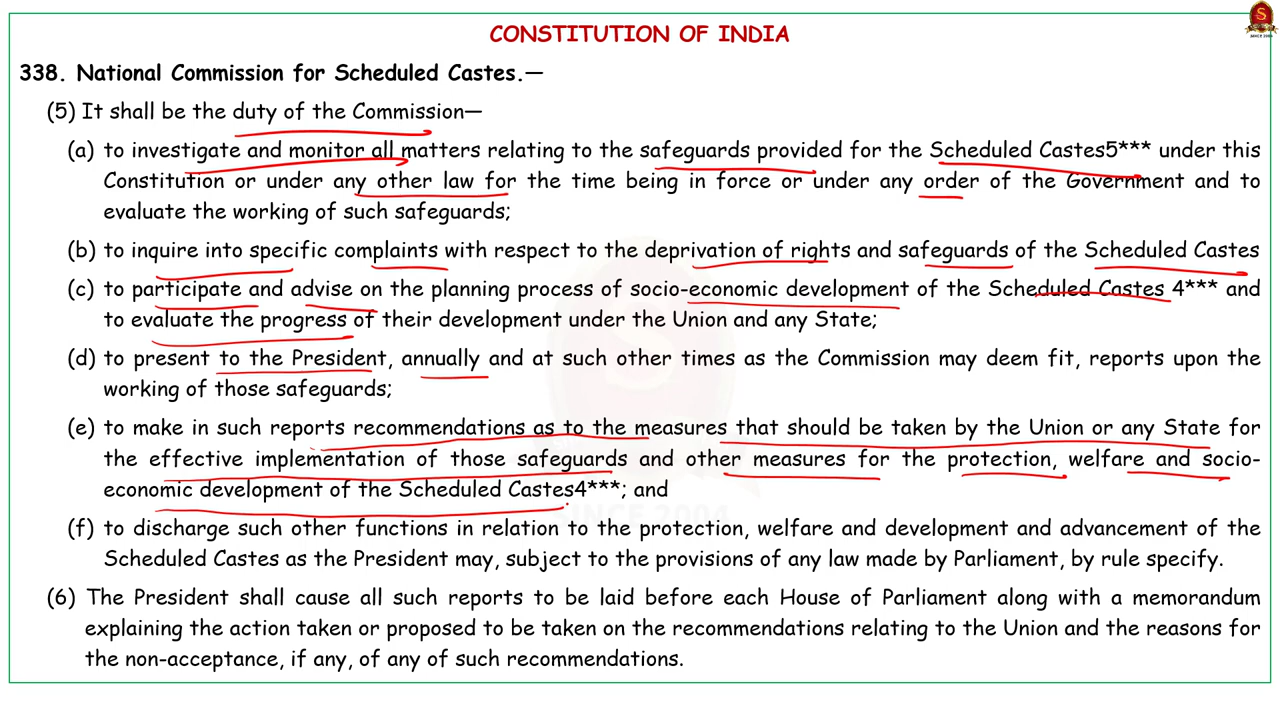 CONSTITUTION OF INDIA
S
SINCE 2004
338. National Commission for Scheduled Castes.—
(5) It shall be the duty of the Commission—
(a) to investigate and monitor all matters relating to the safeguards provided for the Scheduled Castes5*** under this
Constitution or under any other law for the time being in force or under any order of the Government and to
evaluate the working of such safeguards;
(b) to inquire into specific complaints with respect to the deprivation of rights and safeguards of the Scheduled Castes
(c) to participate and advise on the planning process of socio-economic development of the Scheduled Castes 4*** and
to evaluate the progress of their development under the Union and any State;
(d) to present to the President, annually and at such other times as the Commission may deem fit, reports upon the
working of those safeguards;
(e) to make in such reports recommendations as to the measures that should be taken by the Union or any State for
the effective implementation of those safeguards and other measures for the protection, welfare and socio-
economic development of the Scheduled Castes4***; and
SINCE 2004
(f) to discharge such other functions in relation to the protection, welfare and development and advancement of the
Scheduled Castes as the President may, subject to the provisions of any law made by Parliament, by rule specify.
(6) The President shall cause all such reports to be laid before each House of Parliament along with a memorandum
explaining the action taken or proposed to be taken on the recommendations relating to the Union and the reasons for
the non-acceptance, if any, of any of such recommendations.